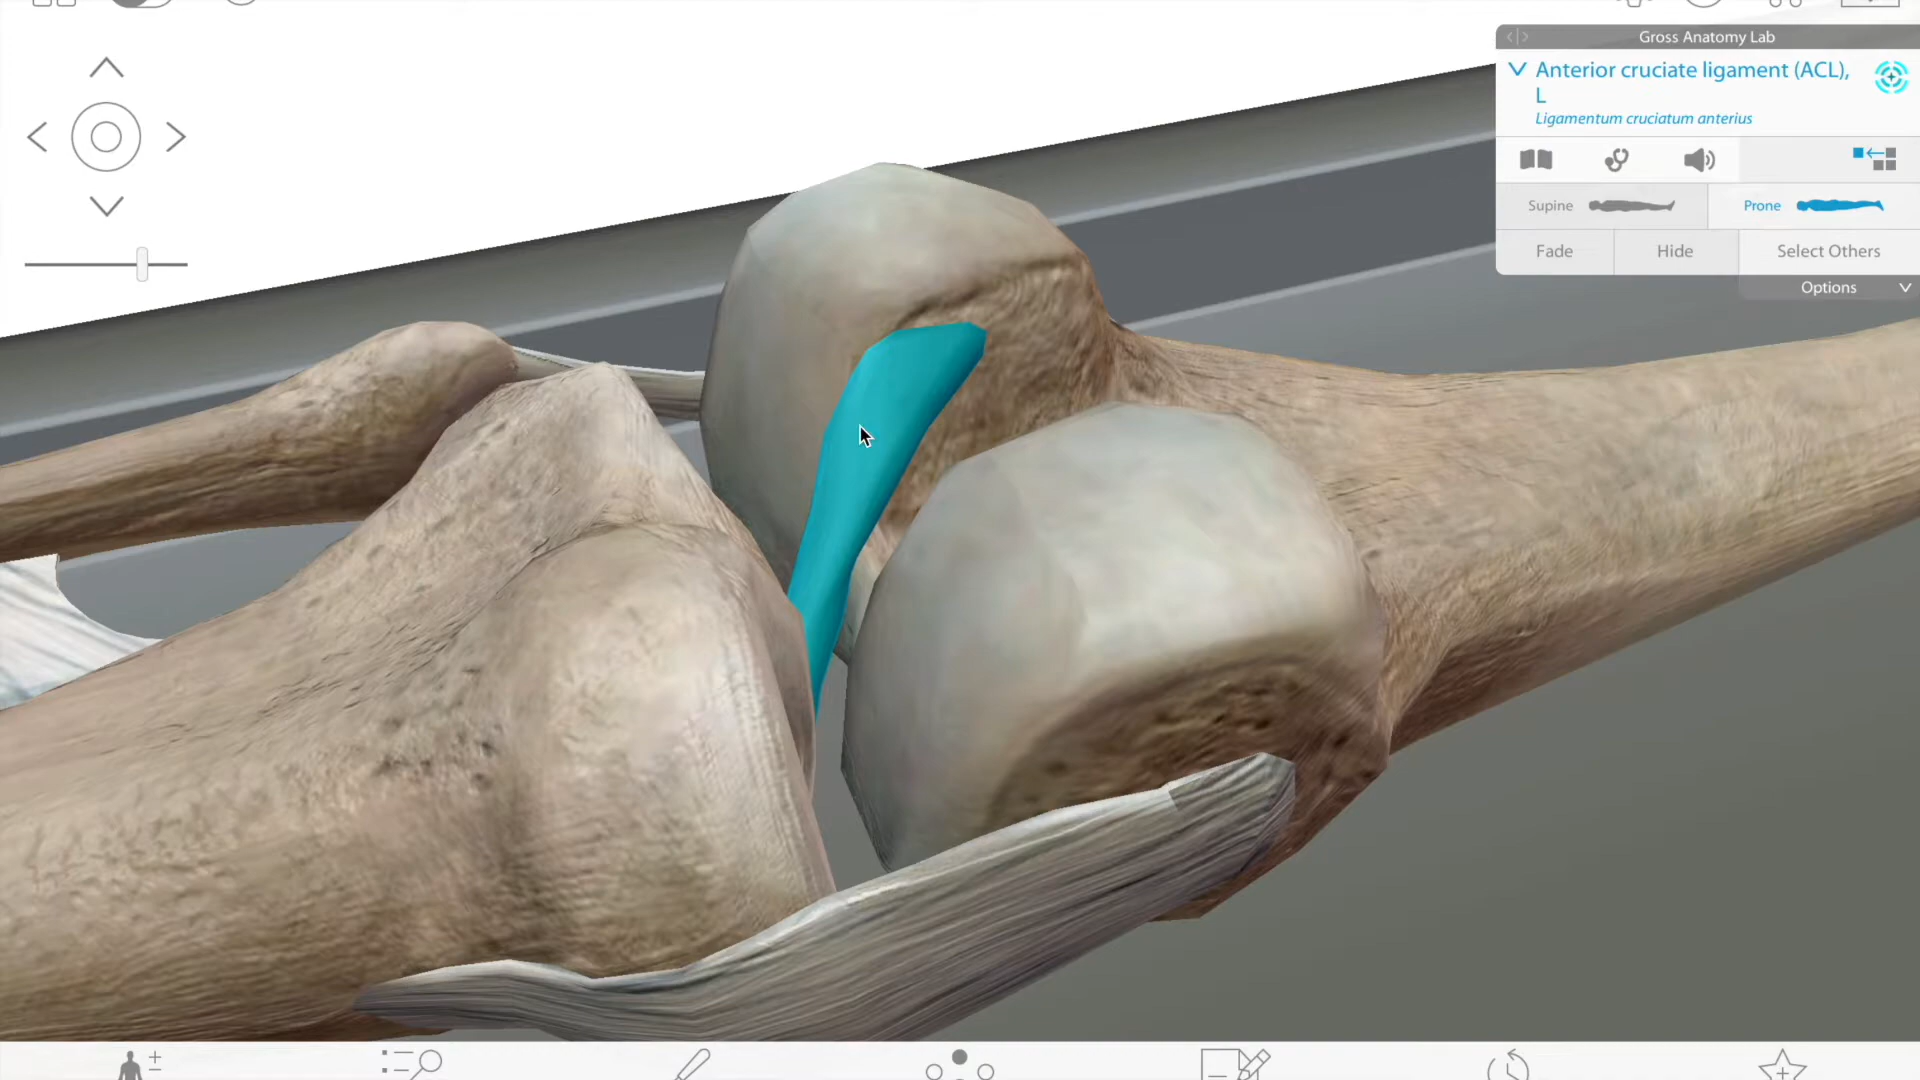 Gross Anatomy Lab
Anterior cruciate ligament (ACL),
L
Ligamentum cruciatum anterius
Supine
Prone
Fade
Hide
Select Others
Options